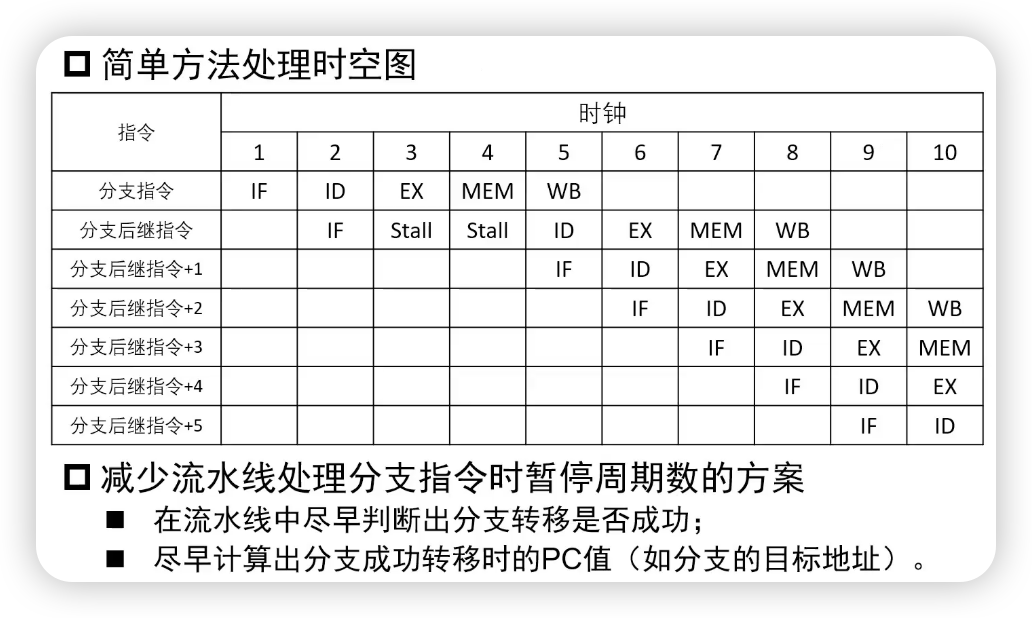 简单方法处理时空图
指令 时钟
1 2 3 4 5 6 7 8 9 10
分支指令 IF ID EX MEM WB
分支后继指令 IF Stall Stall ID EX MEM WB
分支后继指令+1 IF ID EX MEM WB
分支后继指令+2 IF ID EX MEM WB
分支后继指令+3 IF ID EX MEM
分支后继指令+4 IF ID EX
分支后继指令+5 IF ID
减少流水线处理分支指令时暂停周期数的方案
在流水线中尽早判断出分支转移是否成功；
尽早计算出分支成功转移时的PC值（如分支的目标地址）。